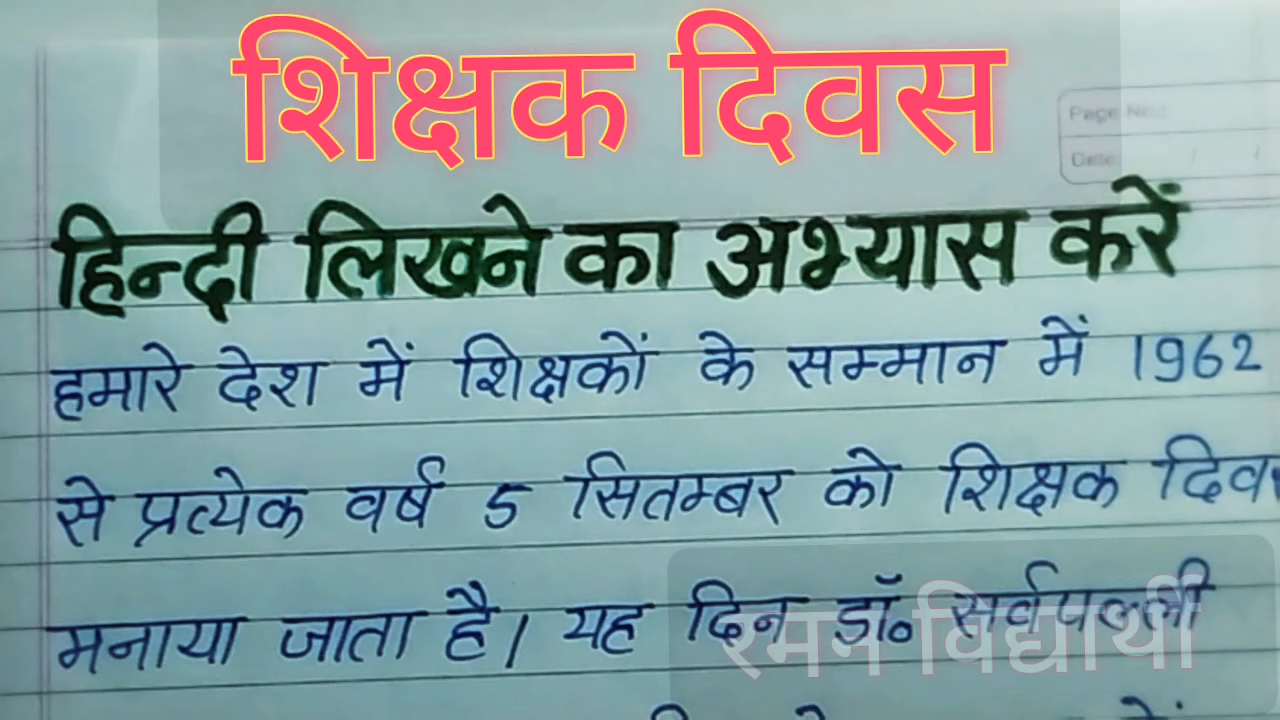 शिक्षक दिवस
Page No.:
Date: / /
हिन्दी लिखने का अभ्यास करें
हमारे देश में शिक्षकों के सम्मान में 1962
से प्रत्येक वर्ष 5 सितम्बर को शिक्षक दिव
मनाया जाता है। यह दिन डॉ० सर्वपल्ली
रमन विद्यार्थी